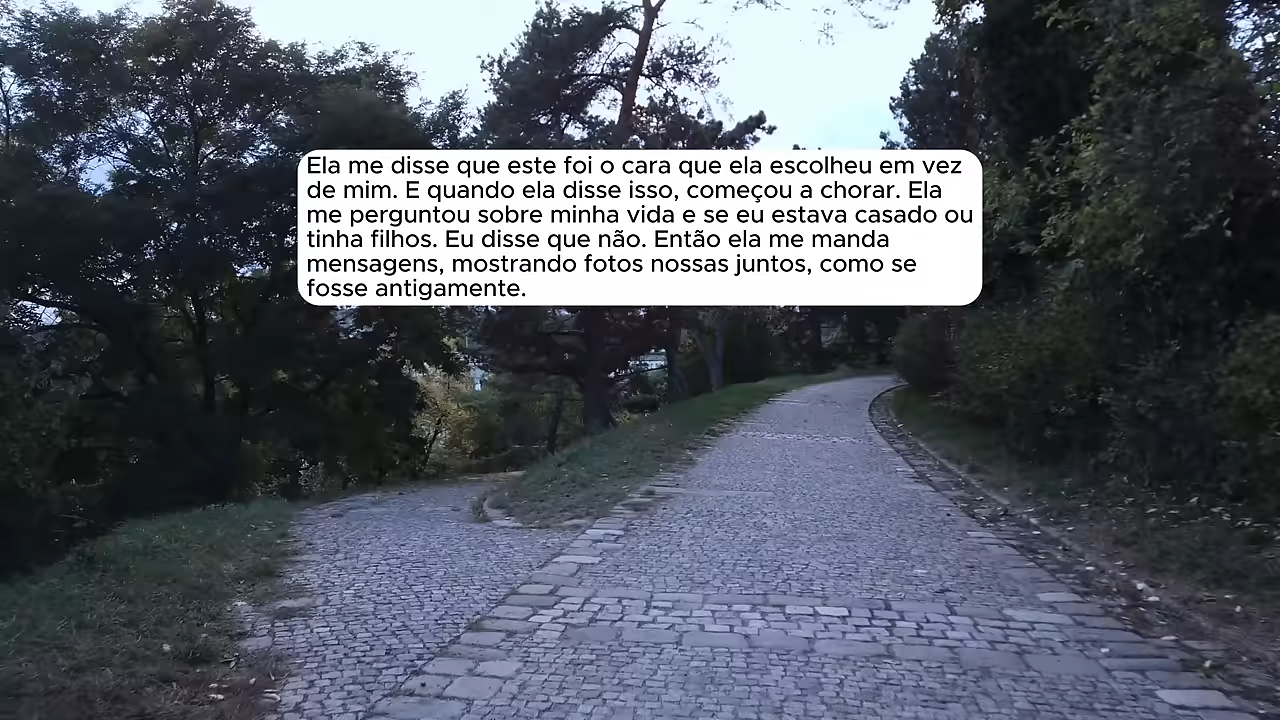 Ela me disse que este foi o cara que ela escolheu em vez
de mim. E quando ela disse isso, começou a chorar. Ela
me perguntou sobre minha vida e se eu estava casado ou
tinha filhos. Eu disse que não. Então ela me manda
mensagens, mostrando fotos nossas juntos, como se
fosse antigamente.